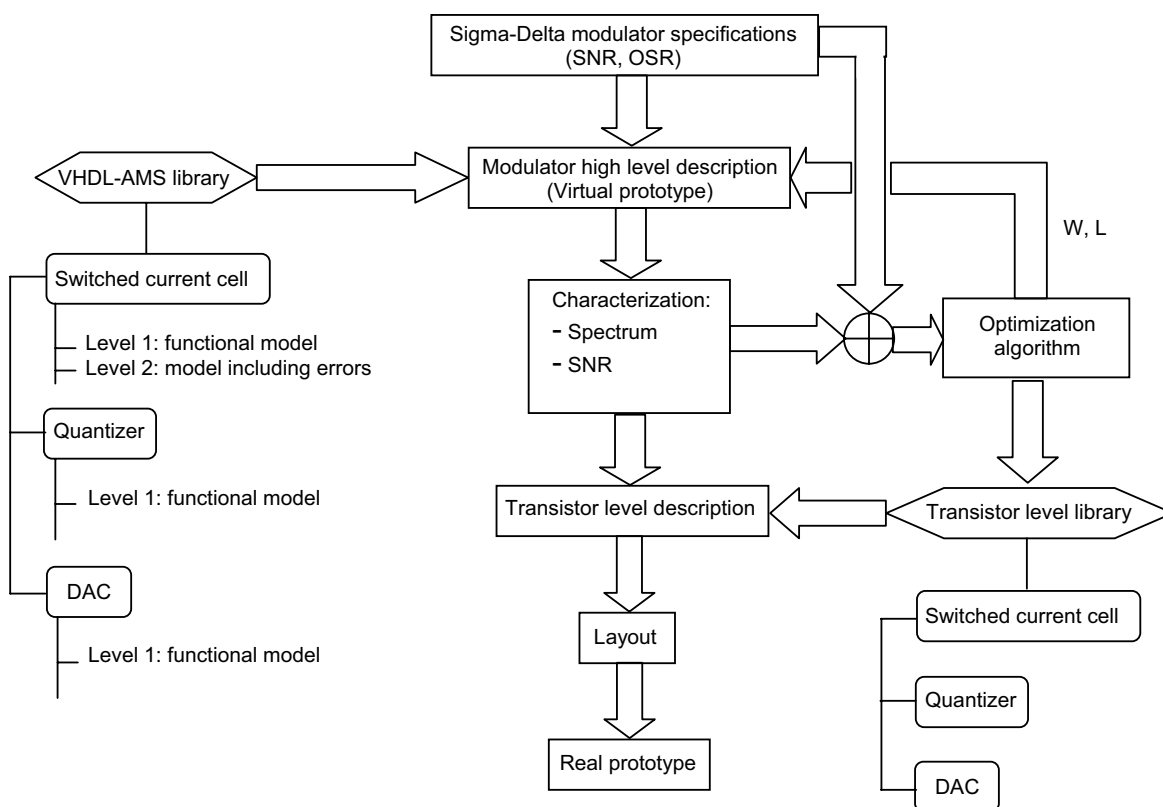 Sigma-Delta modulator specifications
(SNR, OSR)
VHDL-AMS library
Modulator high level description
(Virtual prototype)
W, L
Switched current cell
Level 1: functional model
Level 2: model including errors
Characterization:
- Spectrum
- SNR
Optimization
algorithm
Quantizer
Level 1: functional model
Transistor level description
Transistor level library
DAC
Level 1: functional model
Layout
Switched current cell
Quantizer
Real prototype
DAC